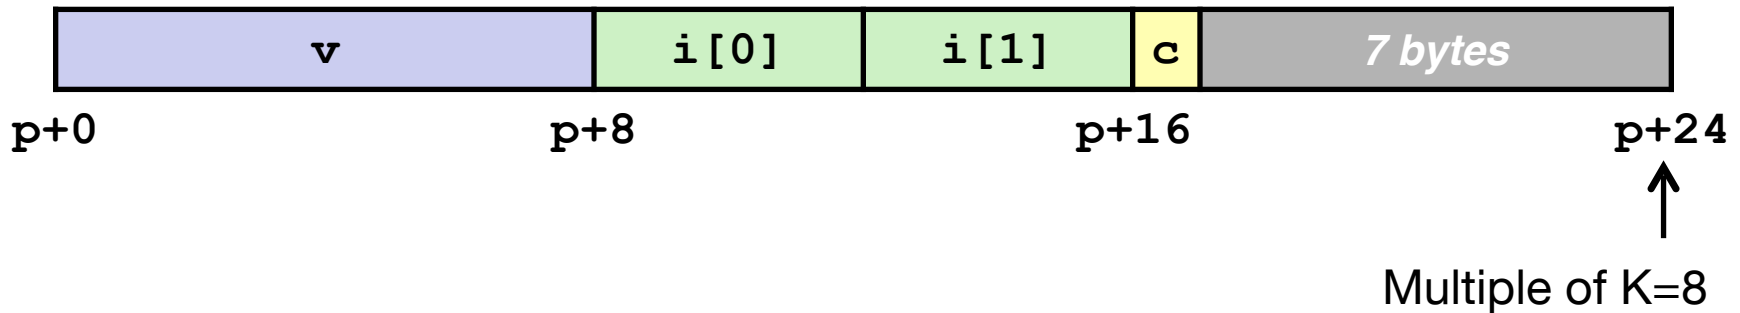 v i[0] i[1] c 7 bytes
p+0 p+8 p+16 p+24
Multiple of K=8